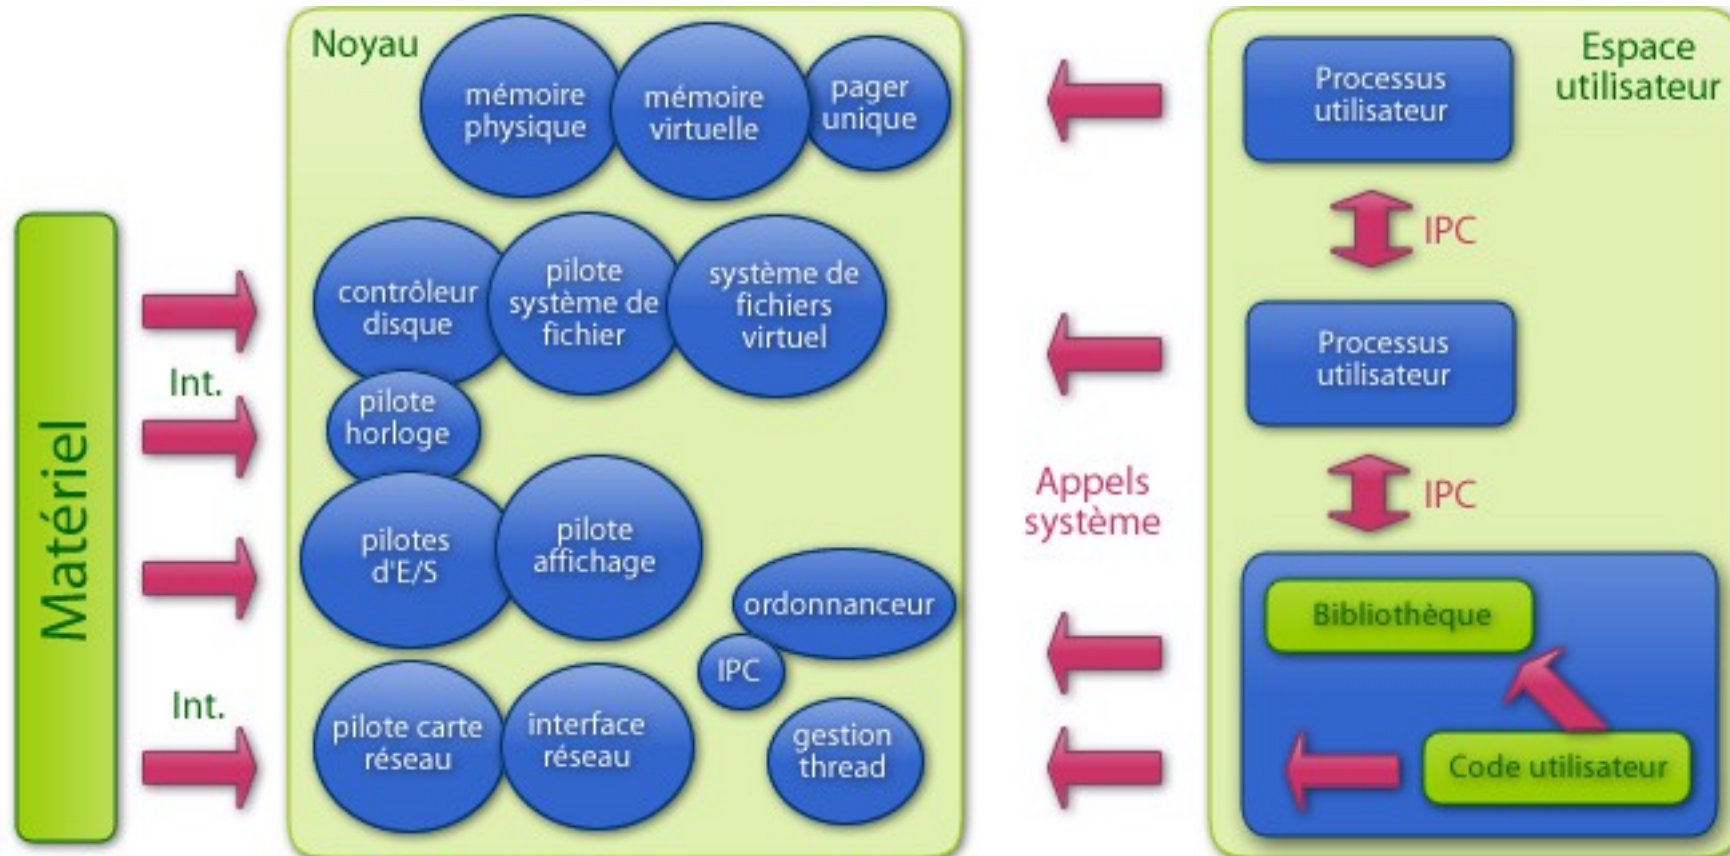 Noyau
mémoire
physique
mémoire
virtuelle
pager
unique
contrôleur
disque
pilote
système de
fichier
système de
fichiers
virtuel
pilote
horloge
pilotes
d'E/S
pilote
affichage
ordonnanceur
IPC
pilote carte
réseau
interface
réseau
gestion
thread
Matériel
Int.
Int.
Appels
système
Espace
utilisateur
Processus
utilisateur
IPC
Processus
utilisateur
IPC
Bibliothèque
Code utilisateur